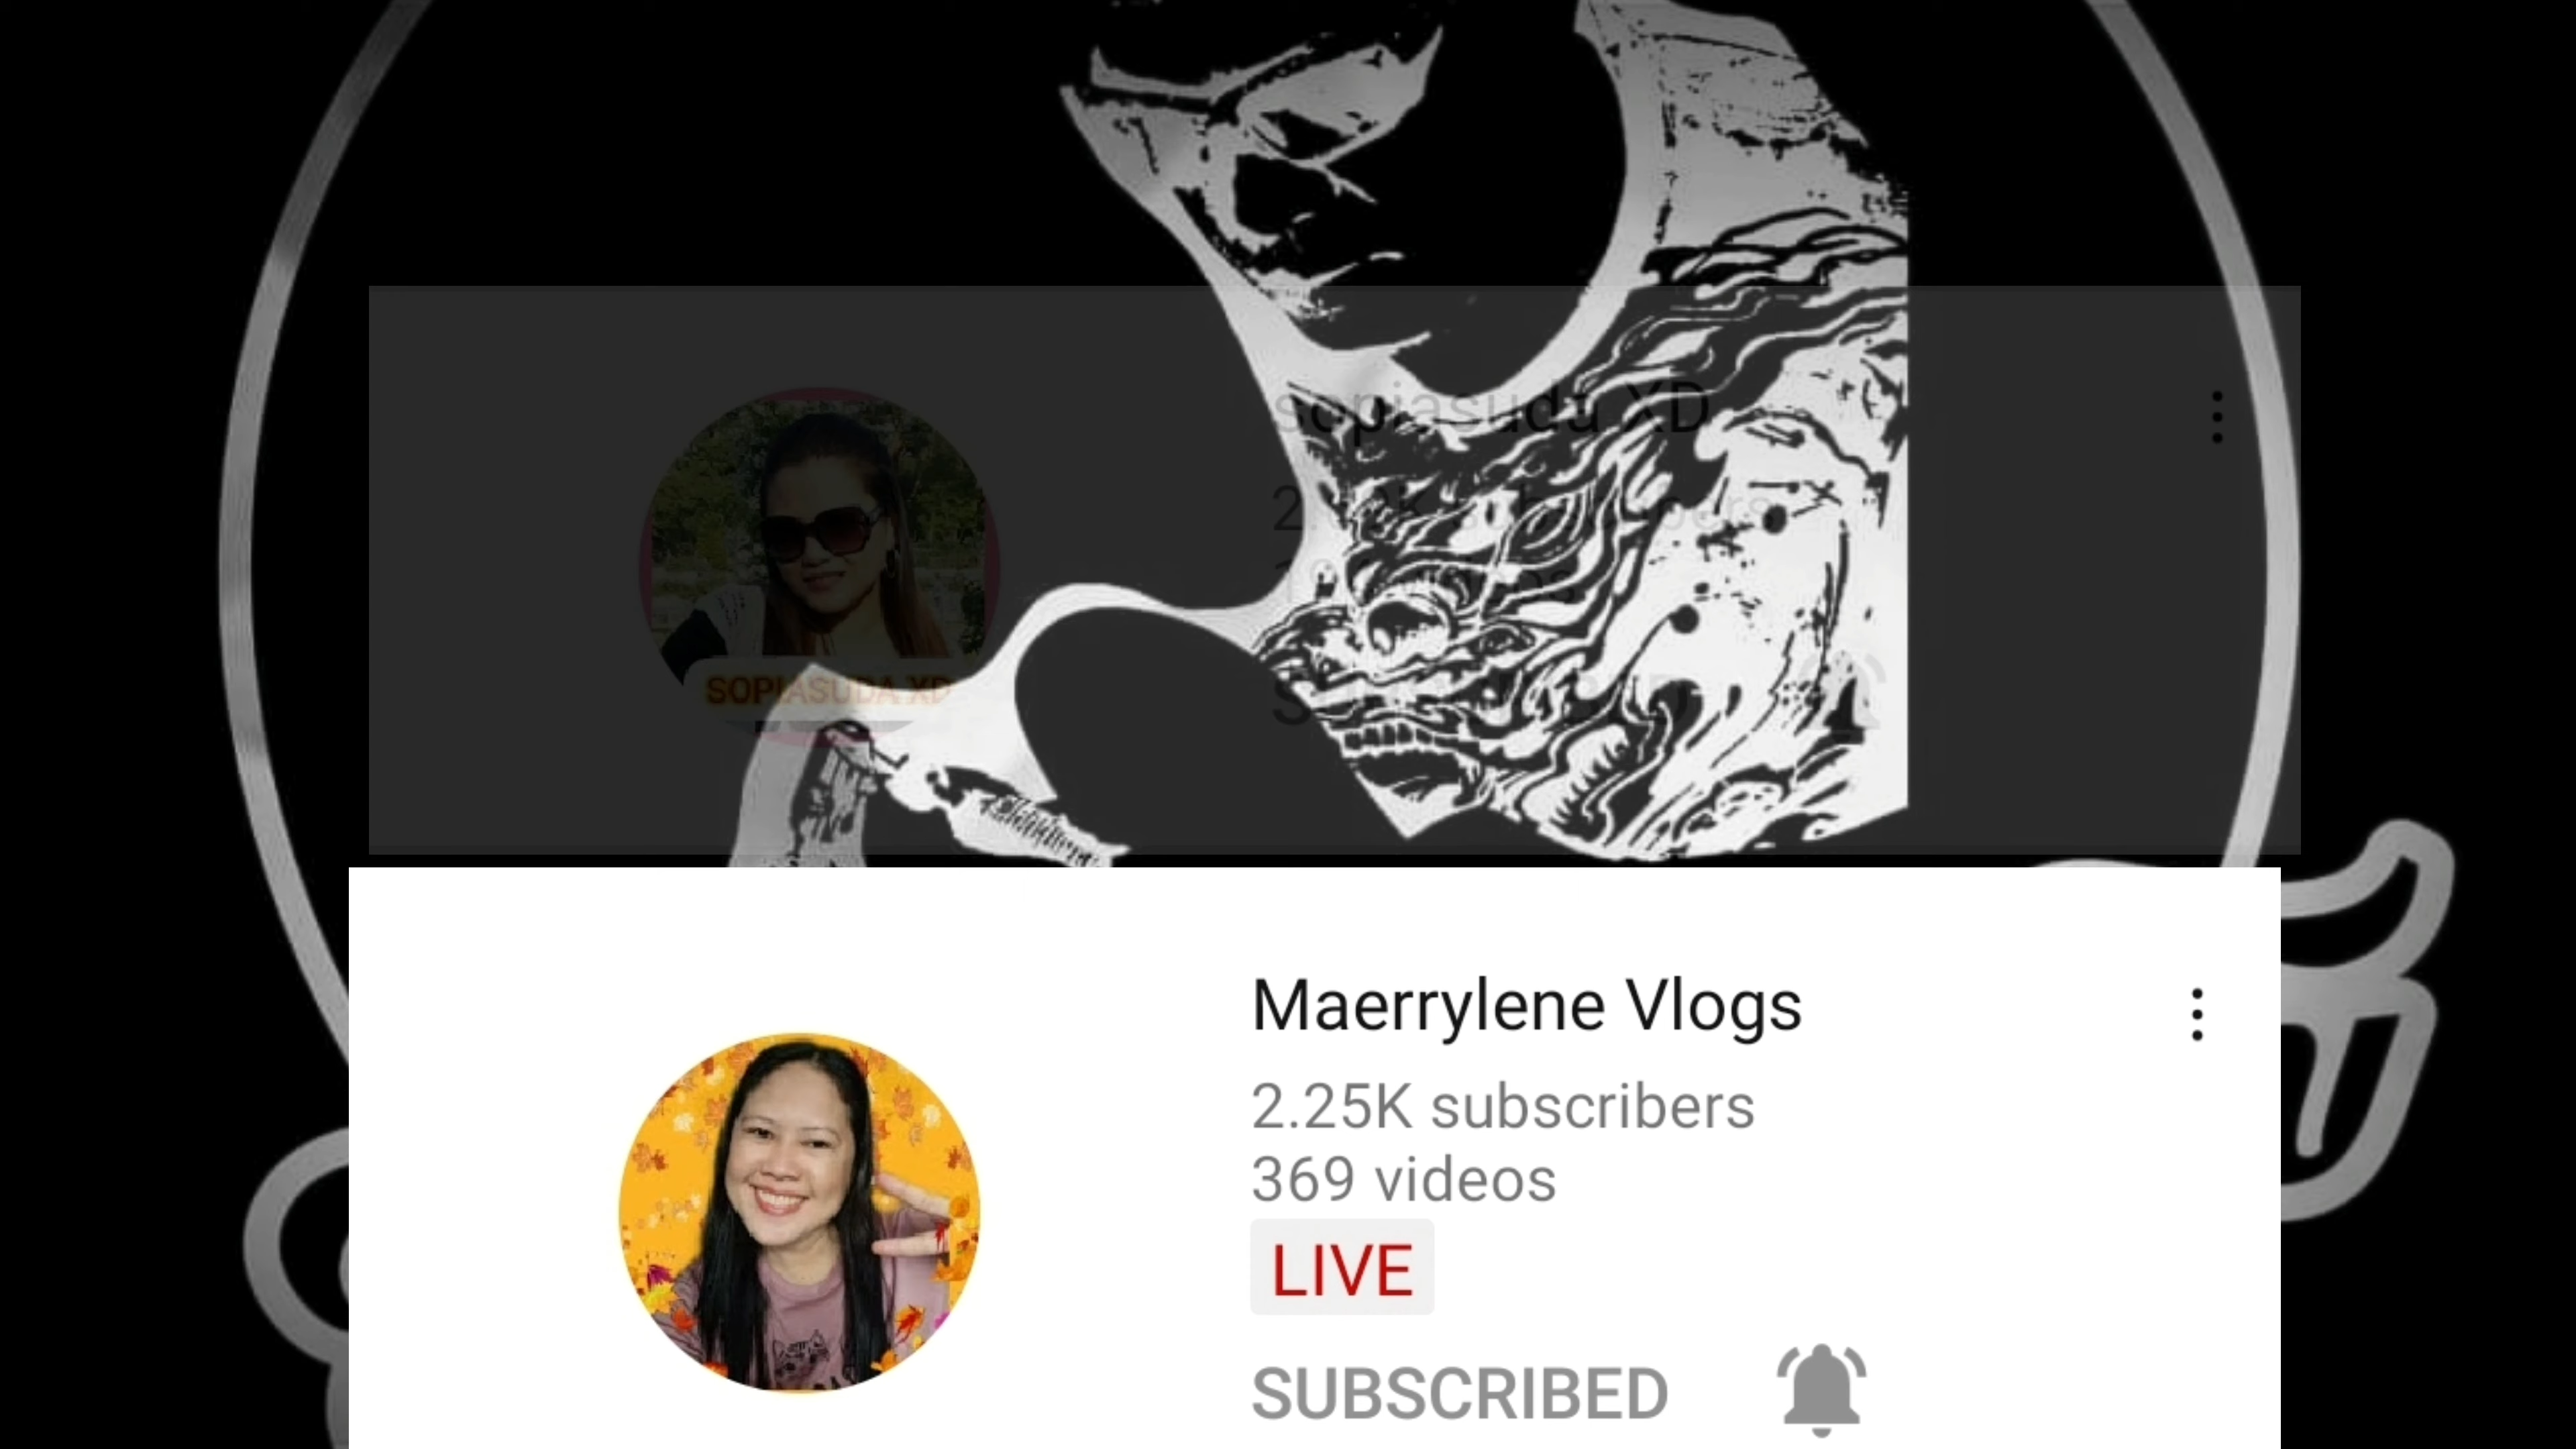 sopiasuda XD
SOPIASUDA XD
Maerrylene Vlogs
2.25K subscribers
369 videos
LIVE
SUBSCRIBED